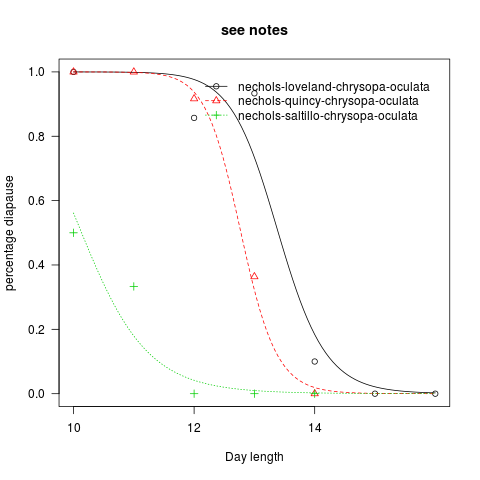 see notes
nechols-loveland-chrysopa-oculata
nechols-quincy-chrysopa-oculata
nechols-saltillo-chrysopa-oculata
percentage diapause
1.0
0.8
0.6
0.4
0.2
0.0
10 12 14
Day length